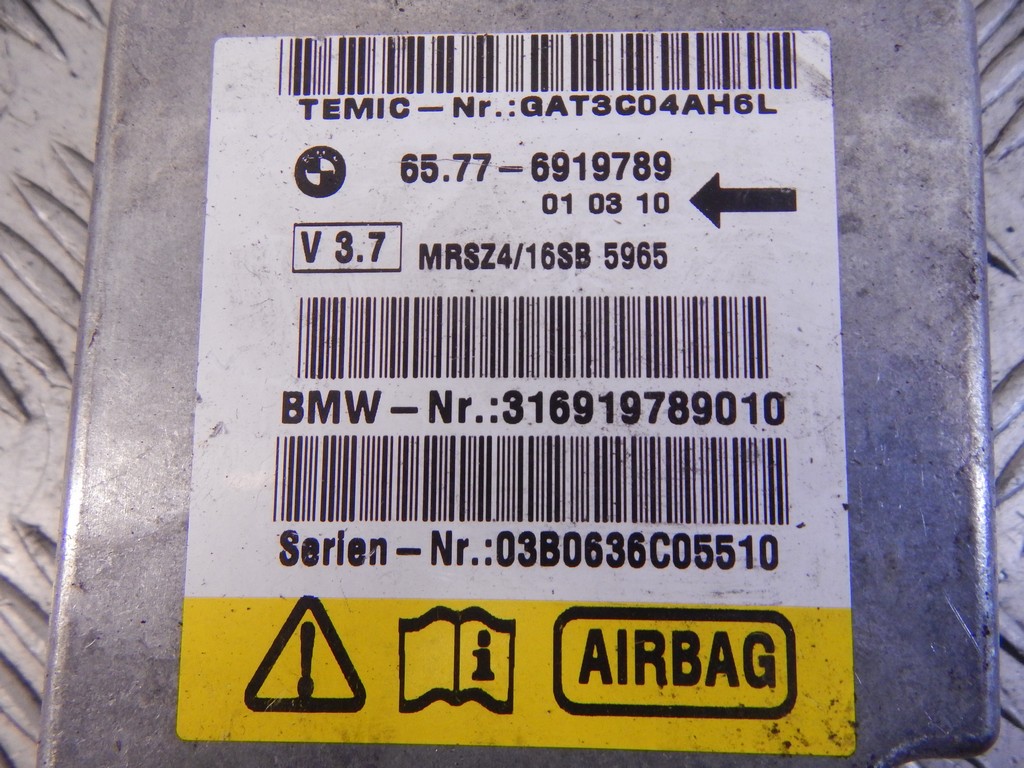 TEMIC-Nr.:GAT3C04AH6L
65.77-6919789
01 03 10
V 3.7 MRSZ4/16SB 5965
BMW-Nr.:316919789010
Serien-Nr.:03B0636C05510
! i AIRBAG